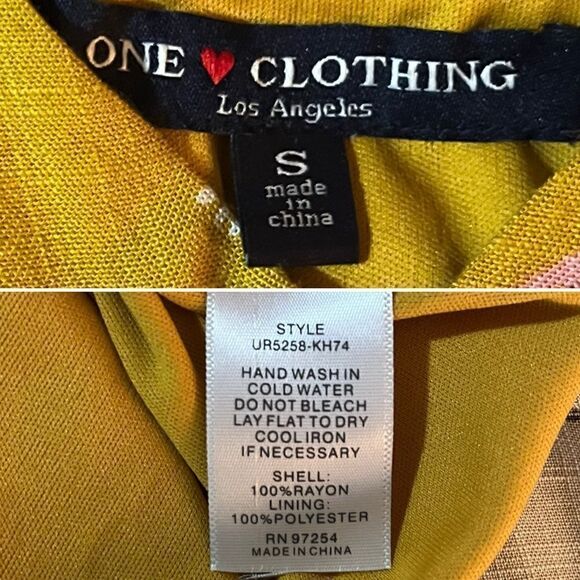 ONE ♥ CLOTHING
Los Angeles
S
made
in
china
STYLE
UR5258-KH74
HAND WASH IN
COLD WATER
DO NOT BLEACH
LAY FLAT TO DRY
COOL IRON
IF NECESSARY
SHELL:
100%RAYON
LINING:
100%POLYESTER
RN 97254
MADE IN CHINA